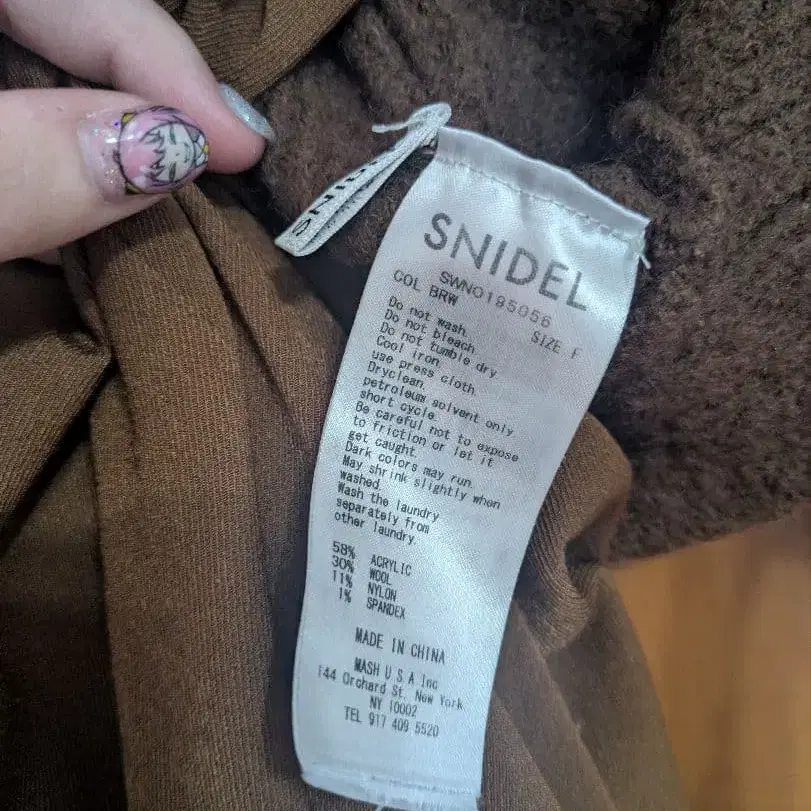 SNIDEL
SNIDEL
SWNO195056
COL BRW SIZE F
Do not wash.
Do not bleach.
Do not tumble dry
Cool iron.
use press cloth.
Dryclean.
petroleum solvent only
short cycle.
Be careful not to expose
to friction or let it
get caught.
Dark colors may run.
May shrink slightly when
washed.
Wash the laundry
separately from
other laundry.
58% ACRYLIC
30% WOOL
11% NYLON
1% SPANDEX
MADE IN CHINA
MASH U S A Inc
144 Orchard St. New York
NY 10002
TEL 917 409 5520